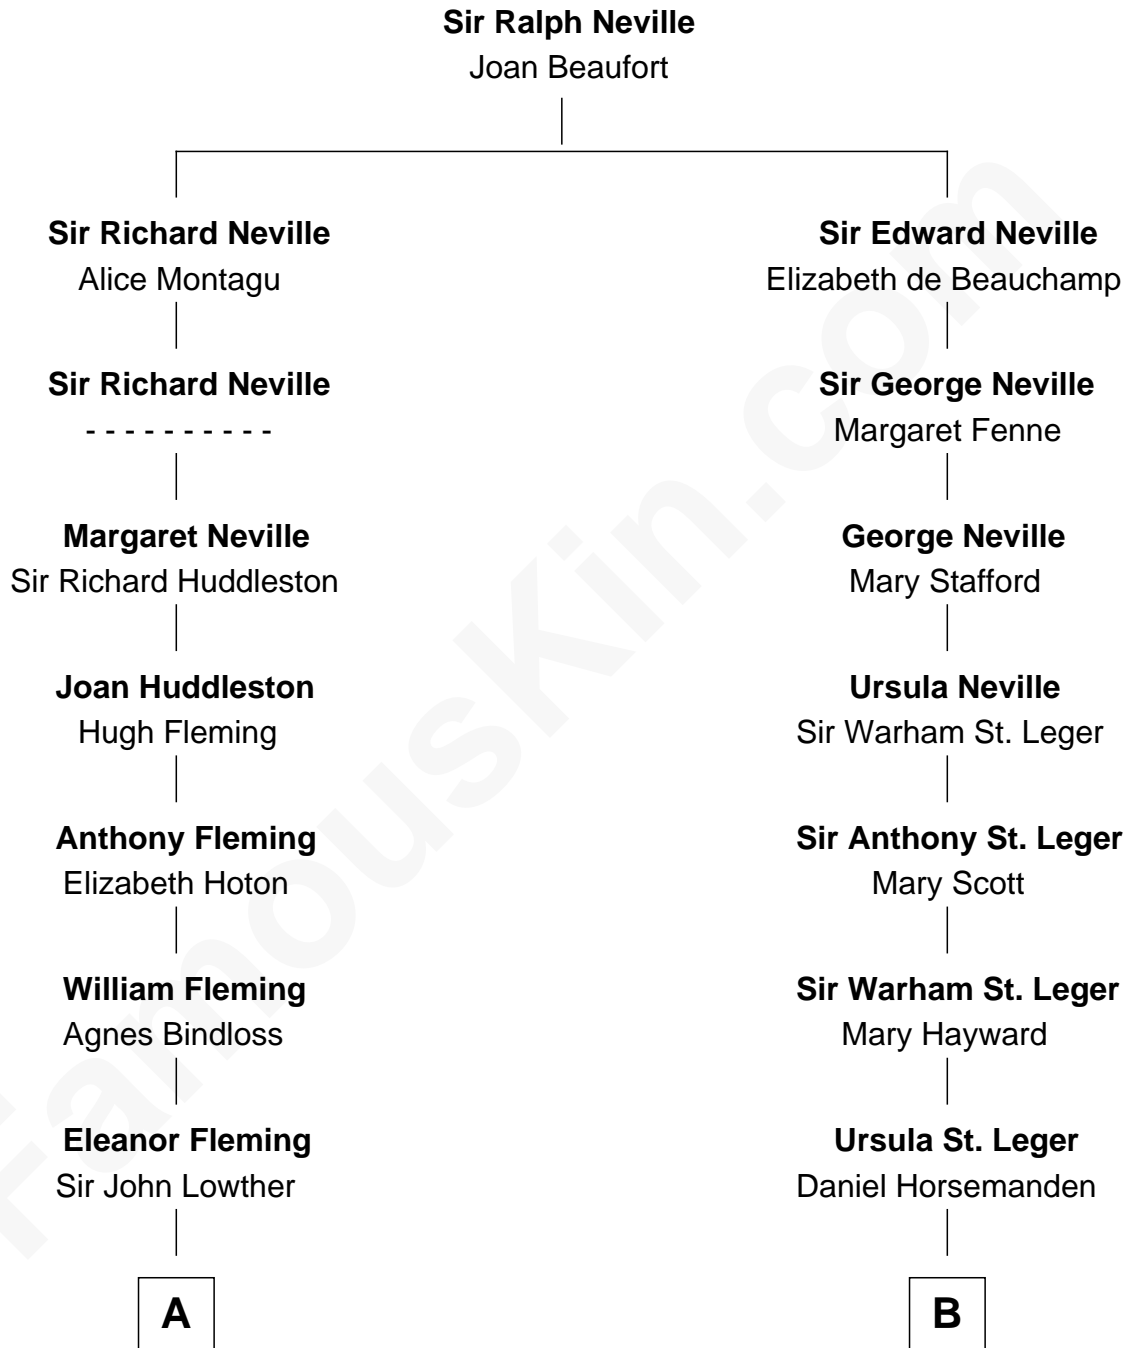 Sir Ralph Neville
Joan Beaufort
Sir Richard Neville
Alice Montagu
Sir Edward Neville
Elizabeth de Beauchamp
Sir Richard Neville
- - - - - - - - - -
Sir George Neville
Margaret Fenne
Margaret Neville
Sir Richard Huddleston
George Neville
Mary Stafford
Joan Huddleston
Hugh Fleming
Ursula Neville
Sir Warham St. Leger
Anthony Fleming
Elizabeth Hoton
Sir Anthony St. Leger
Mary Scott
William Fleming
Agnes Bindloss
Sir Warham St. Leger
Mary Hayward
Eleanor Fleming
Sir John Lowther
Ursula St. Leger
Daniel Horsemanden
A
B
FamousKin.com